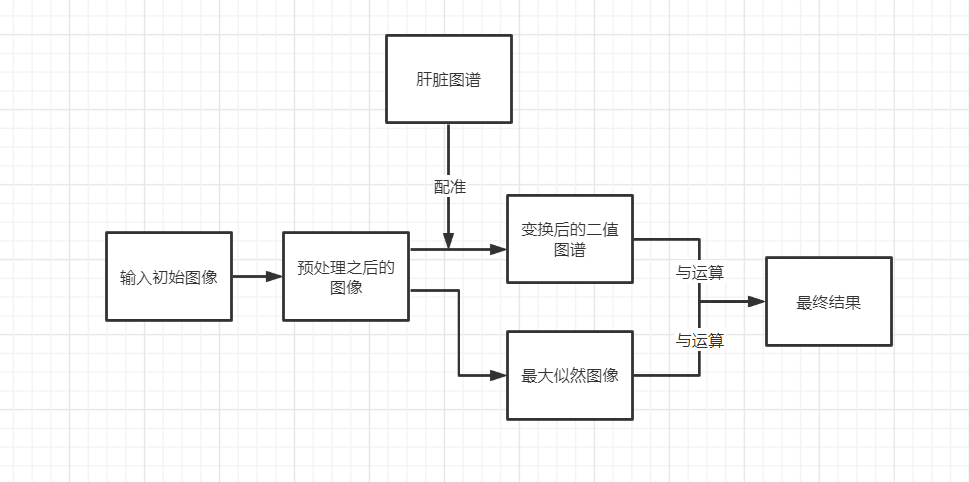 肝脏图谱
配准
输入初始图像
预处理之后的
图像
变换后的二值
图谱
与运算
最终结果
与运算
最大似然图像